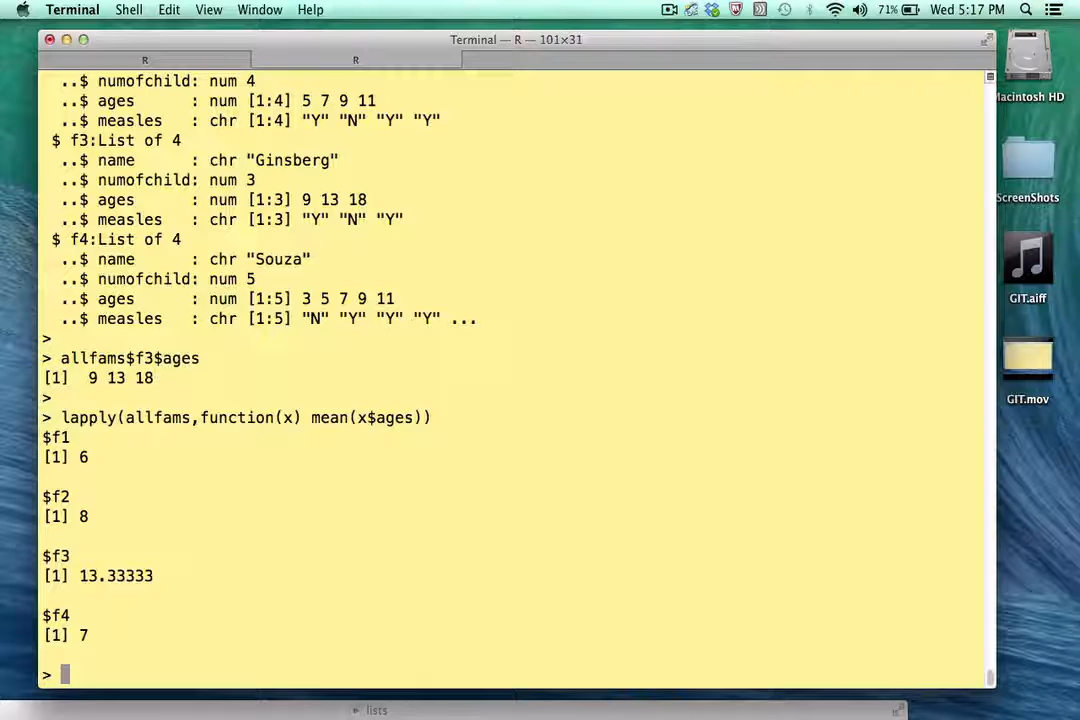 Terminal Shell Edit View Window Help 71% Wed 5:17 PM
Terminal — R — 101×31
R R
..$ numofchild: num 4
..$ ages : num [1:4] 5 7 9 11
..$ measles : chr [1:4] "Y" "N" "Y" "Y"
$ f3:List of 4
..$ name : chr "Ginsberg"
..$ numofchild: num 3
..$ ages : num [1:3] 9 13 18
..$ measles : chr [1:3] "Y" "N" "Y"
$ f4:List of 4
..$ name : chr "Souza"
..$ numofchild: num 5
..$ ages : num [1:5] 3 5 7 9 11
..$ measles : chr [1:5] "N" "Y" "Y" "Y" ...
>
> allfams$f3$ages
[1] 9 13 18
>
> lapply(allfams,function(x) mean(x$ages))
$f1
[1] 6
$f2
[1] 8
$f3
[1] 13.33333
$f4
[1] 7
>
Macintosh HD
ScreenShots
GIT.aiff
GIT.mov
lists